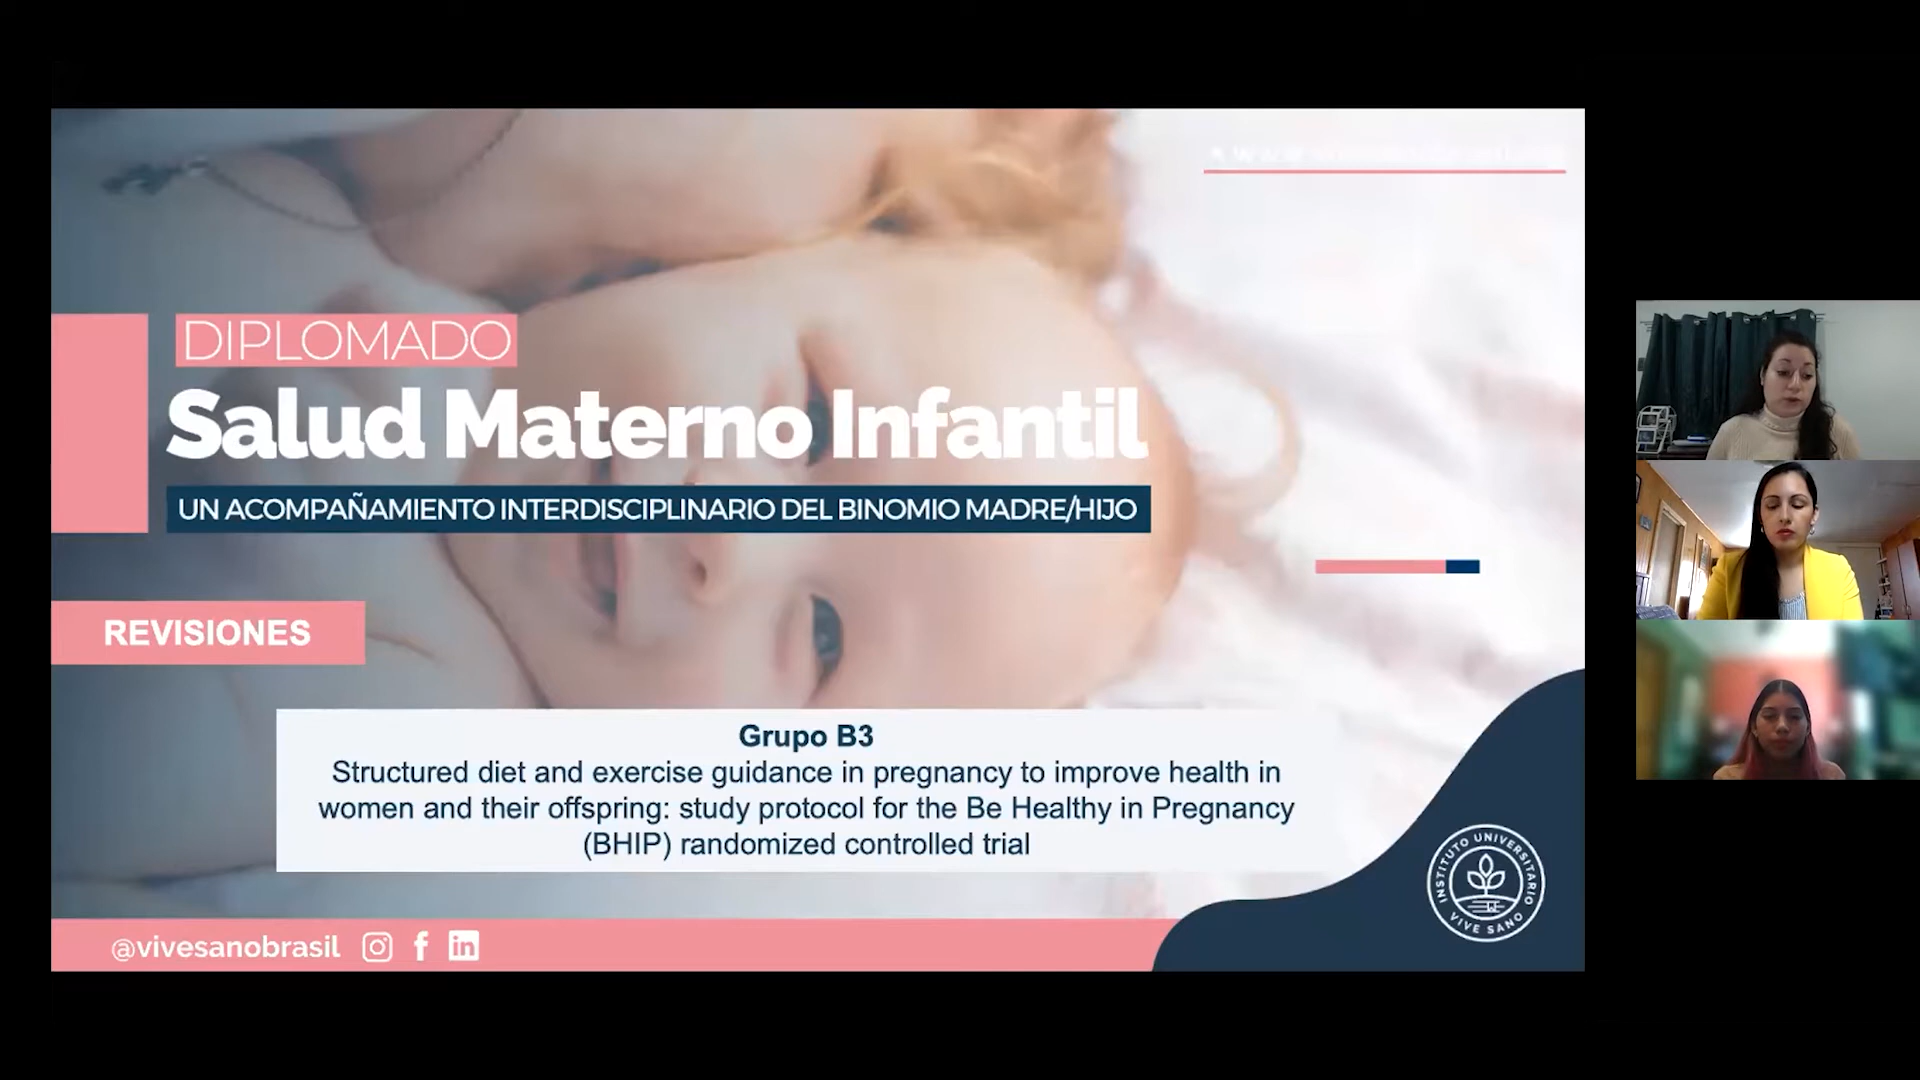 DIPLOMADO
Salud Materno Infantil
UN ACOMPAÑAMIENTO INTERDISCIPLINARIO DEL BINOMIO MADRE/HIJO
REVISIONES
Grupo B3
Structured diet and exercise guidance in pregnancy to improve health in
women and their offspring: study protocol for the Be Healthy in Pregnancy
(BHIP) randomized controlled trial
@vivesanobrasil
INSTITUTO UNIVERSITARIO
VIVE SANO